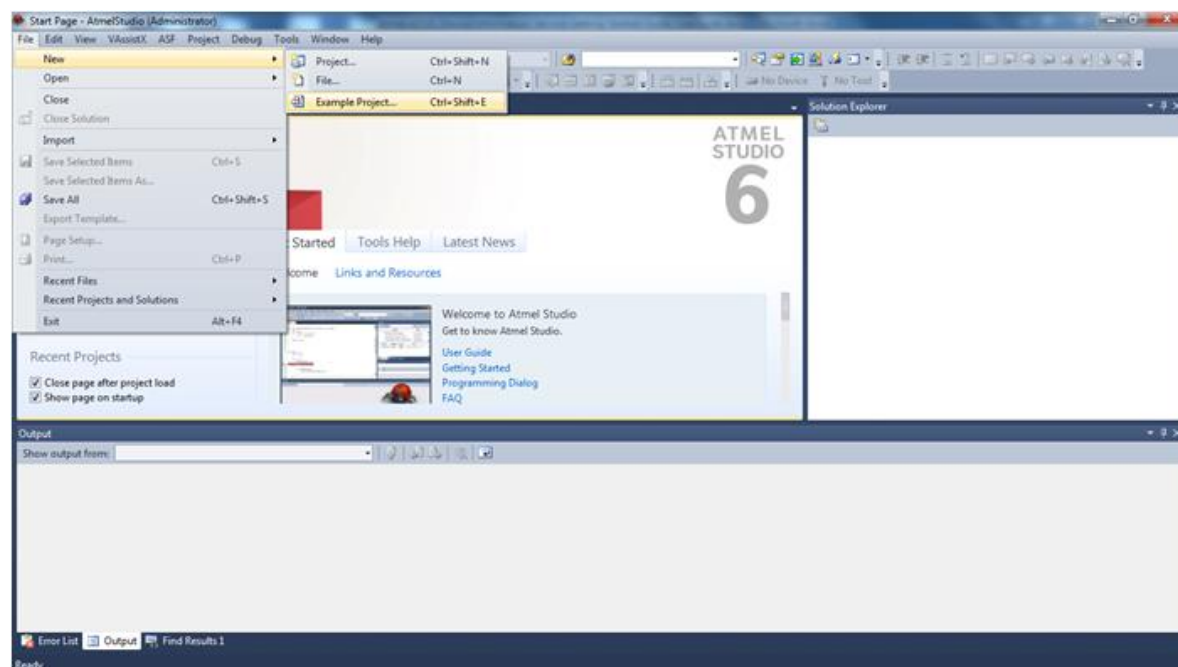 Start Page - AtmelStudio (Administrator)
File Edit View VAssistX ASF Project Debug Tools Window Help
New
Project... Ctrl+Shift+N
No Device No Tool
Open
File... Ctrl+N
Close
Example Project... Ctrl+Shift+E
Solution Explorer
Close Solution
Import
Save Selected Items Ctrl+S
Save Selected Items As...
Save All Ctrl+Shift+S
Export Template...
Page Setup...
Print... Ctrl+P
Recent Files
Recent Projects and Solutions
Exit Alt+F4
ATMEL
STUDIO
6
Started Tools Help Latest News
lcome Links and Resources
Welcome to Atmel Studio
Get to know Atmel Studio.
User Guide
Getting Started
Programming Dialog
FAQ
Recent Projects
Close page after project load
Show page on startup
Output
Show output from:
Error List Output Find Results 1
Ready